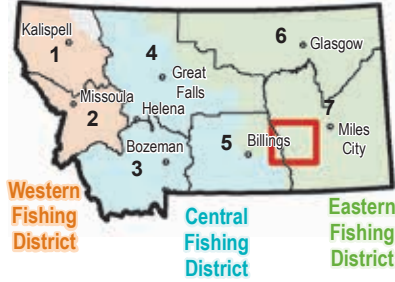 Kalispell
1
4
6
Glasgow
Great
Falls
Missoula
2
Helena
7
Miles
City
Bozeman
3
5
Billings
Western
Fishing
District
Central
Fishing
District
Eastern
Fishing
District